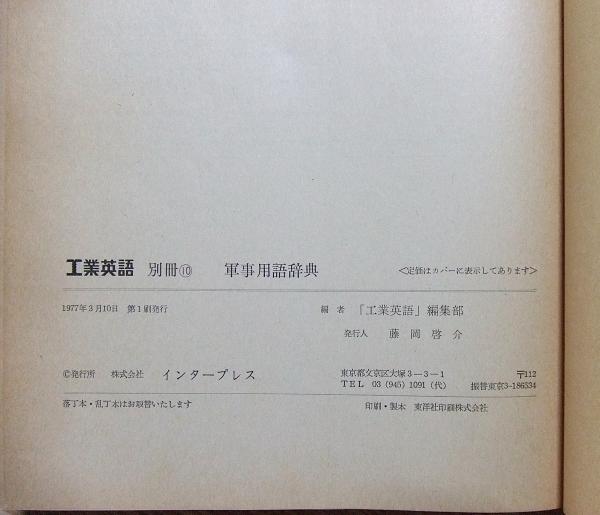 工業英語 別冊⑩ 軍事用語辞典 <定価はカバーに表示してあります>
1977年3月10日 第1刷発行 編者 「工業英語」編集部
発行人 藤岡啓介
©発行所 株式会社 インタープレス 東京都文京区大塚3-3-1 〒112
TEL 03 (945) 1091 (代) 振替東京3-186534
落丁本・乱丁本はお取替いたします 印刷・製本 東洋社印刷株式会社